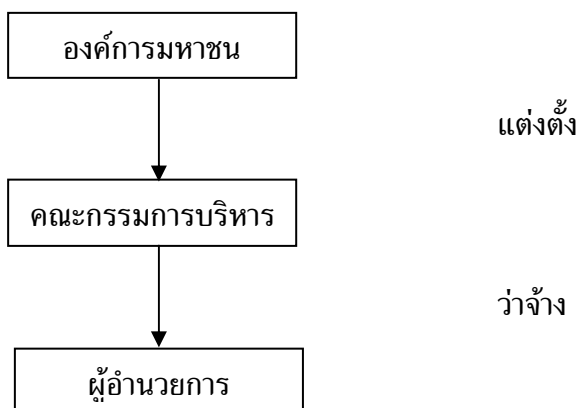 องค์การมหาชน
แต่งตั้ง
คณะกรรมการบริหาร
ว่าจ้าง
ผู้อำนวยการ